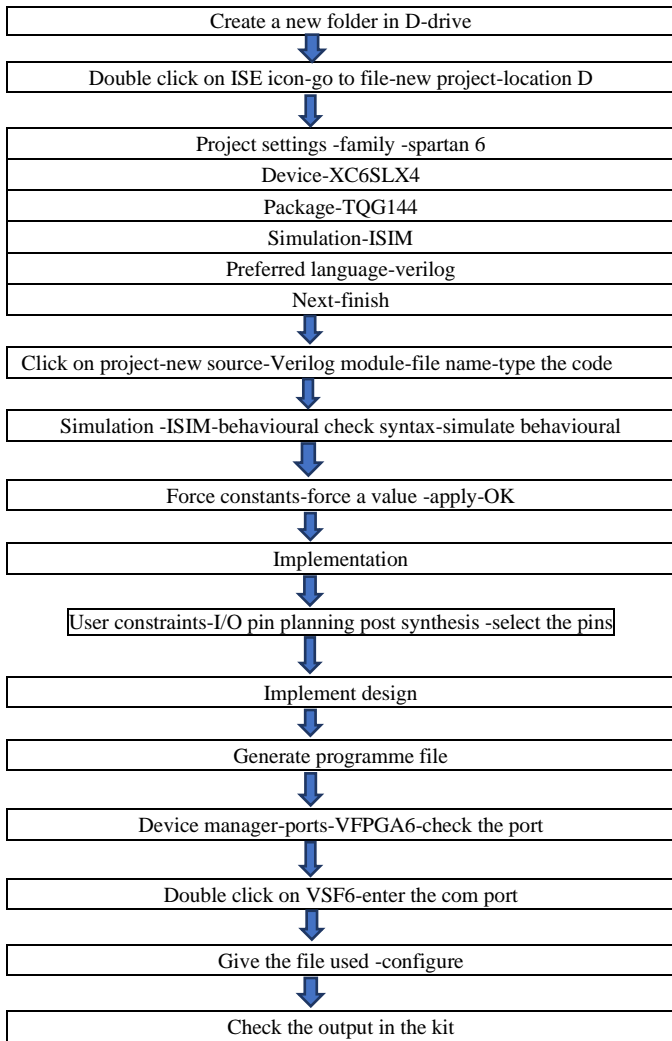 Create a new folder in D-drive
Double click on ISE icon-go to file-new project-location D
Project settings -family -spartan 6
Device-XC6SLX4
Package-TQG144
Simulation-ISIM
Preferred language-verilog
Next-finish
Click on project-new source-Verilog module-file name-type the code
Simulation -ISIM-behavioural check syntax-simulate behavioural
Force constants-force a value -apply-OK
Implementation
User constraints-I/O pin planning post synthesis -select the pins
Implement design
Generate programme file
Device manager-ports-VFPGA6-check the port
Double click on VSF6-enter the com port
Give the file used -configure
Check the output in the kit